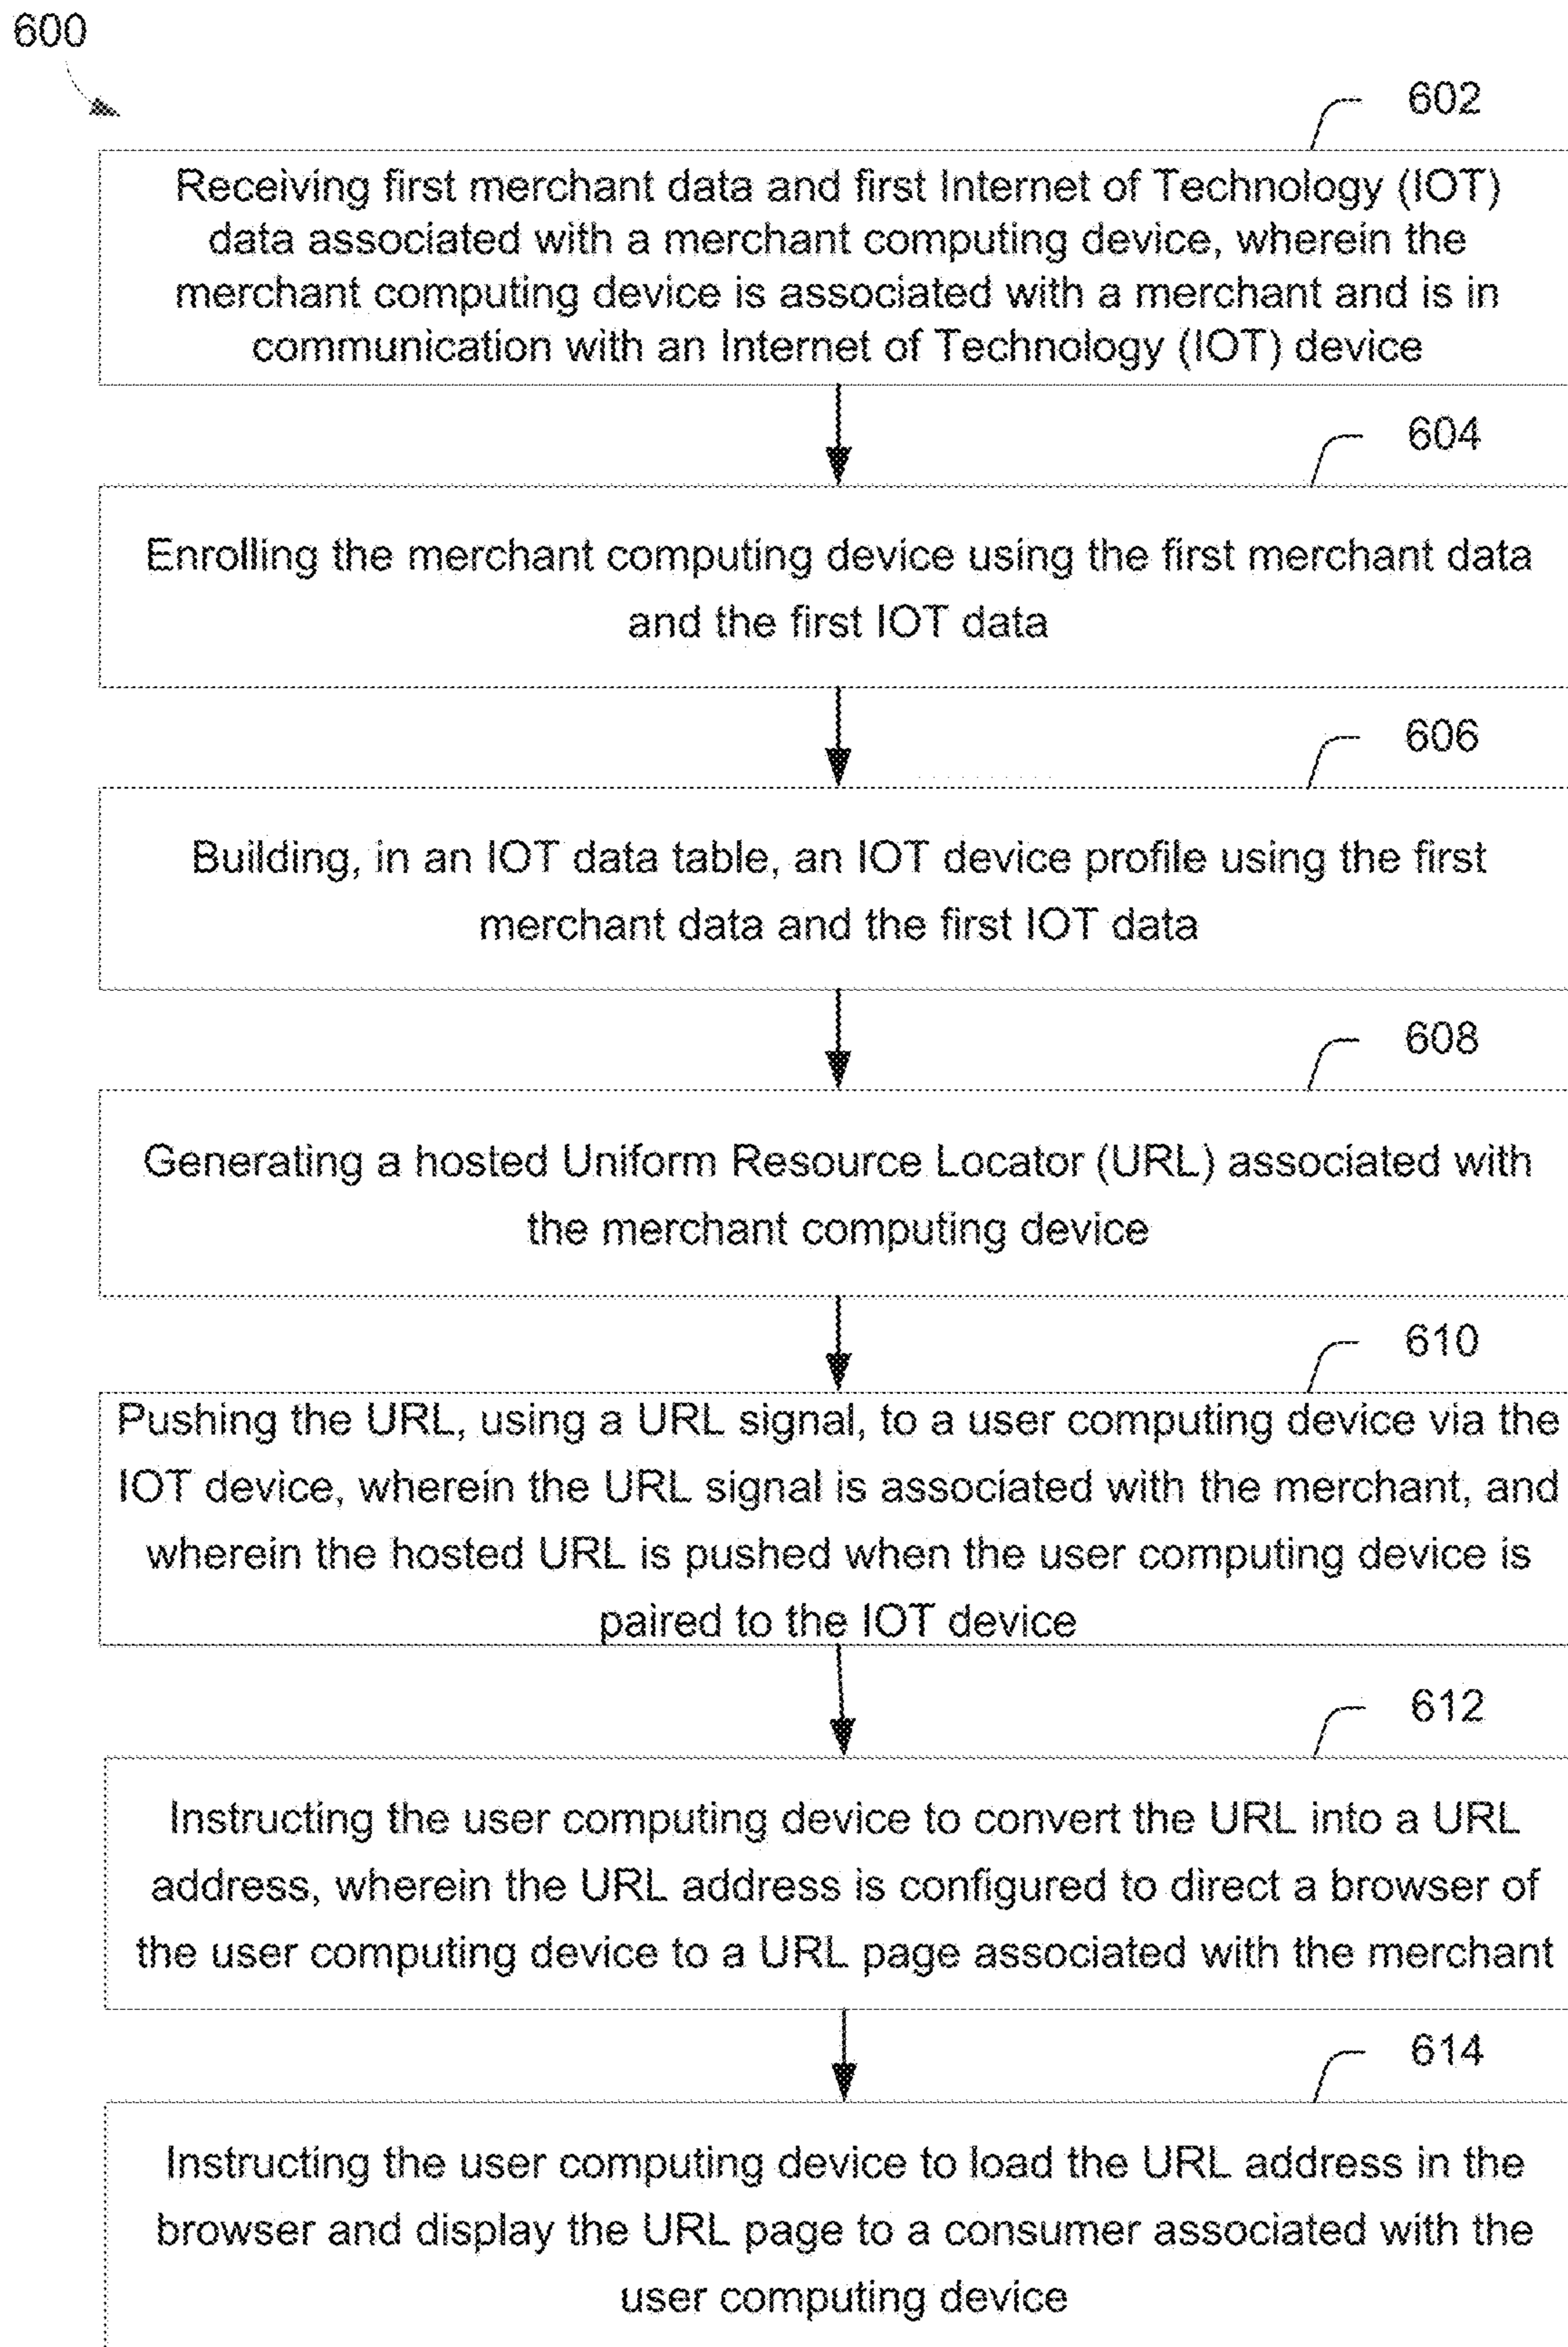 600
602
Receiving first merchant data and first Internet of Technology (IOT)
data associated with a merchant computing device, wherein the
merchant computing device is associated with a merchant and is in
communication with an Internet of Technology (IOT) device
604
Enrolling the merchant computing device using the first merchant data
and the first IOT data
606
Building, in an IOT data table, an IOT device profile using the first
merchant data and the first IOT data
608
Generating a hosted Uniform Resource Locator (URL) associated with
the merchant computing device
610
Pushing the URL, using a URL signal, to a user computing device via the
IOT device, wherein the URL signal is associated with the merchant, and
wherein the hosted URL is pushed when the user computing device is
paired to the IOT device
612
Instructing the user computing device to convert the URL into a URL
address, wherein the URL address is configured to direct a browser of
the user computing device to a URL page associated with the merchant
614
Instructing the user computing device to load the URL address in the
browser and display the URL page to a consumer associated with the
user computing device